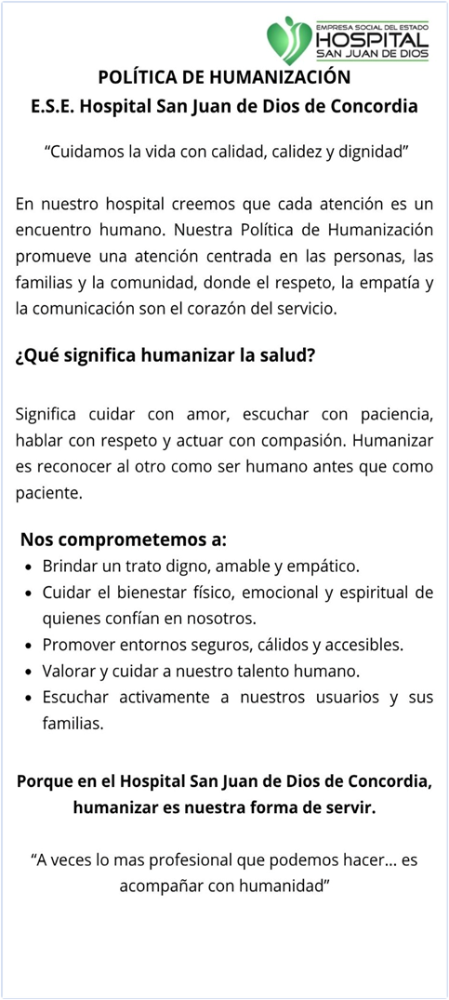 EMPRESA SOCIAL DEL ESTADO
HOSPITAL
SAN JUAN DE DIOS
POLÍTICA DE HUMANIZACIÓN
E.S.E. Hospital San Juan de Dios de Concordia
“Cuidamos la vida con calidad, calidez y dignidad”
En nuestro hospital creemos que cada atención es un
encuentro humano. Nuestra Política de Humanización
promueve una atención centrada en las personas, las
familias y la comunidad, donde el respeto, la empatía y
la comunicación son el corazón del servicio.
¿Qué significa humanizar la salud?
Significa cuidar con amor, escuchar con paciencia,
hablar con respeto y actuar con compasión. Humanizar
es reconocer al otro como ser humano antes que como
paciente.
Nos comprometemos a:
• Brindar un trato digno, amable y empático.
• Cuidar el bienestar físico, emocional y espiritual de
quienes confían en nosotros.
• Promover entornos seguros, cálidos y accesibles.
• Valorar y cuidar a nuestro talento humano.
• Escuchar activamente a nuestros usuarios y sus
familias.
Porque en el Hospital San Juan de Dios de Concordia,
humanizar es nuestra forma de servir.
“A veces lo mas profesional que podemos hacer... es
acompañar con humanidad”